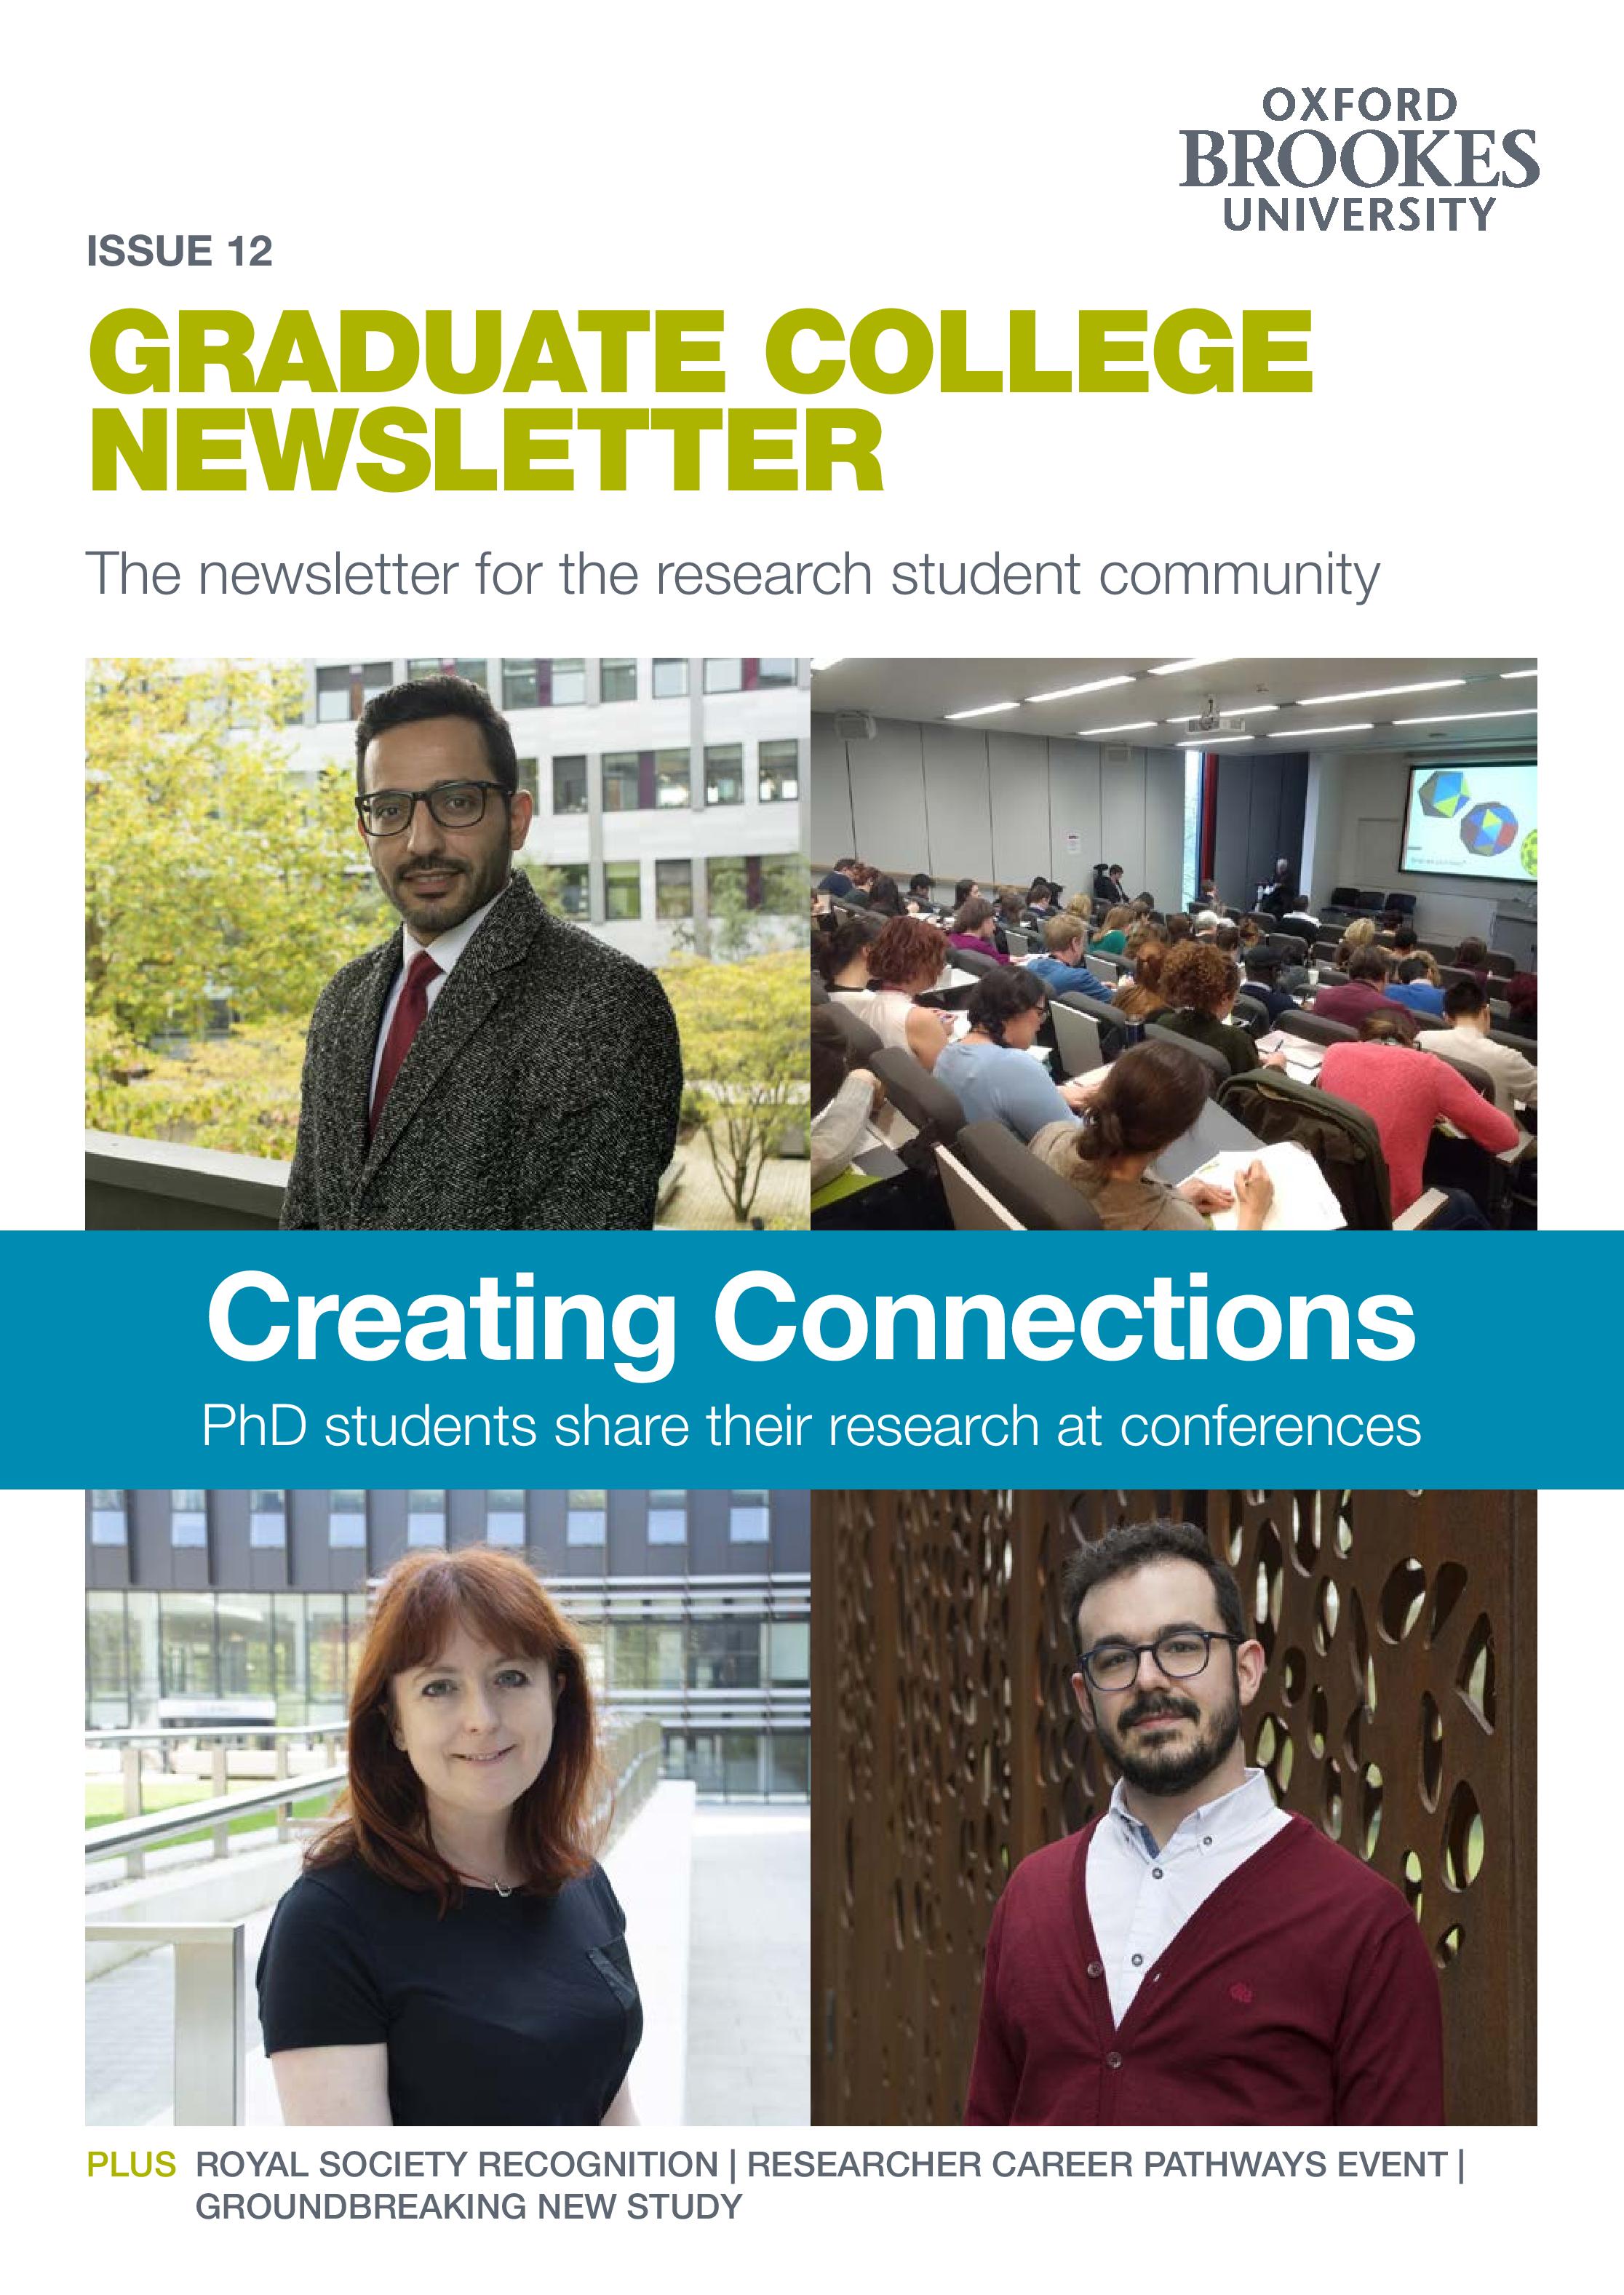 OXFORD
BROOKES
UNIVERSITY
ISSUE 12
GRADUATE COLLEGE
NEWSLETTER
The newsletter for the research student community
Creating Connections
PhD students share their research at conferences
PLUS ROYAL SOCIETY RECOGNITION | RESEARCHER CAREER PATHWAYS EVENT |
GROUNDBREAKING NEW STUDY